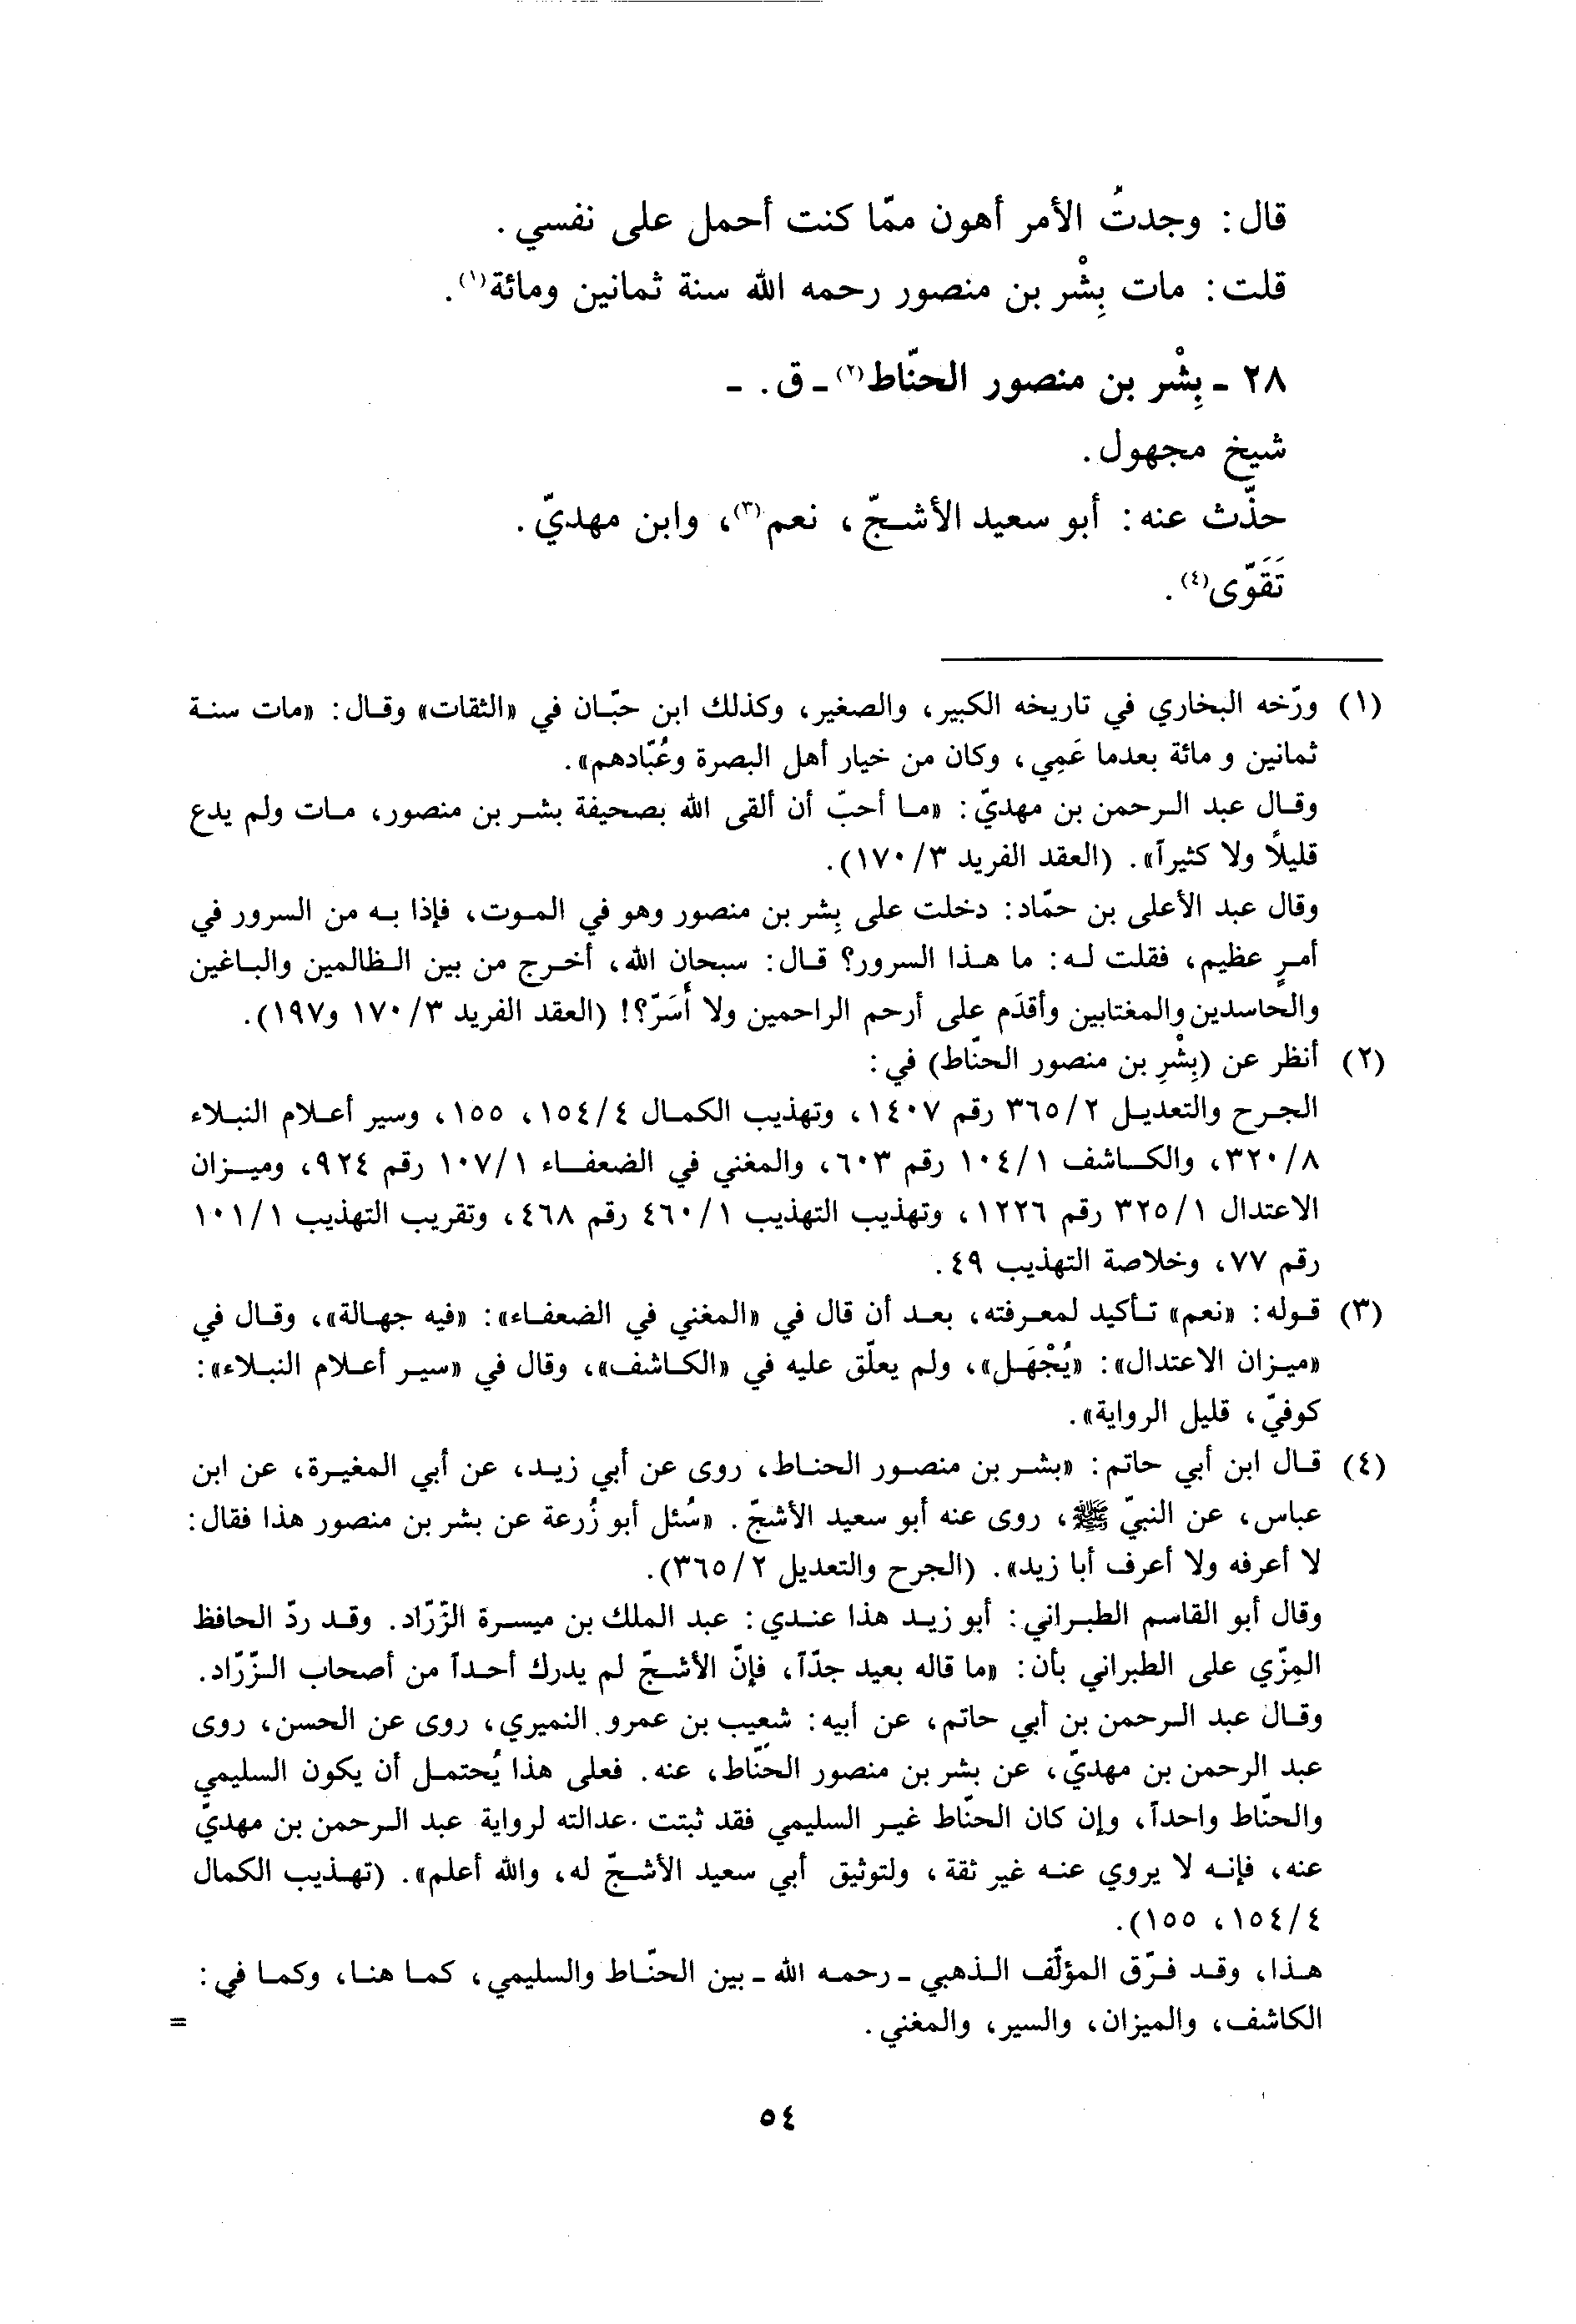 قال: وجدتُ الأمر أهون ممّا كنت أحمل على نفسي.
قلت: مات بِشْر بن منصور رحمه الله سنة ثمانين ومائة(١).
٢٨ ـ بِشْر بن منصور الحنّاط(٢) ـ ق. ـ
شيخ مجهول.
حذّث عنه: أبو سعيد الأشجّ، نعم(٣)، وابن مهديّ.
تَقَوّى(٤).
(١) ورّخه البخاري في تاريخه الكبير، والصغير، وكذلك ابن حبّان في «الثقات» وقال: «مات سنة
ثمانين و مائة بعدما عَمِي، وكان من خيار أهل البصرة وعُبّادهم».
وقال عبد الرحمن بن مهديّ: «ما أحبّ أن ألقى الله بصحيفة بشر بن منصور، مات ولم يدع
قليلاً ولا كثيراً». (العقد الفريد ٣/ ١٧٠).
وقال عبد الأعلى بن حمّاد: دخلت على بِشر بن منصور وهو في الموت، فإذا به من السرور في
أمرٍ عظيم، فقلت له: ما هذا السرور؟ قال: سبحان الله، أخرج من بين الظالمين والباغين
والحاسدين والمغتابين وأقدَم على أرحم الراحمين ولا أُسَرّ؟! (العقد الفريد ٣/ ١٧٠ و١٩٧).
(٢) أنظر عن (بِشْرِ بن منصور الحنّاط) في:
الجرح والتعديل ٢/ ٣٦٥ رقم ١٤٠٧، وتهذيب الكمال ٤/ ١٥٤، ١٥٥، وسير أعلام النبلاء
٨/ ٣٢٠، والكاشف ١/ ١٠٤ رقم ٦٠٣، والمغني في الضعفاء ١/ ١٠٧ رقم ٩٢٤، وميزان
الاعتدال ١/ ٣٢٥ رقم ١٢٢٦، وتهذيب التهذيب ١/ ٤٦٠ رقم ٤٦٨، وتقريب التهذيب ١/ ١٠١
رقم ٧٧، وخلاصة التهذيب ٤٩.
(٣) قوله: «نعم» تأكيد لمعرفته، بعد أن قال في «المغني في الضعفاء»: «فيه جهالة»، وقال في
«ميزان الاعتدال»: «يُجْهَل»، ولم يعلّق عليه في «الكاشف»، وقال في «سير أعلام النبلاء»:
كوفيّ، قليل الرواية».
(٤) قال ابن أبي حاتم: «بشر بن منصور الحناط، روى عن أبي زيد، عن أبي المغيرة، عن ابن
عباس، عن النبيّ ﷺ، روى عنه أبو سعيد الأشجّ. «سُئل أبو زُرعة عن بشر بن منصور هذا فقال:
لا أعرفه ولا أعرف أبا زيد». (الجرح والتعديل ٢/ ٣٦٥).
وقال أبو القاسم الطبراني: أبو زيد هذا عندي: عبد الملك بن ميسرة الزّرّاد. وقد ردّ الحافظ
المِزّي على الطبراني بأن: «ما قاله بعيد جدّاً، فإنّ الأشجّ لم يدرك أحداً من أصحاب الزّرّاد.
وقال عبد الرحمن بن أبي حاتم، عن أبيه: شعيب بن عمرو النميري، روى عن الحسن، روى
عبد الرحمن بن مهديّ، عن بشر بن منصور الحنّاط، عنه. فعلى هذا يُحتمل أن يكون السليمي
والحنّاط واحداً، وإن كان الحنّاط غير السليمي فقد ثبتت عدالته لرواية عبد الرحمن بن مهديّ
عنه، فإنه لا يروي عنه غير ثقة، ولتوثيق أبي سعيد الأشجّ له، والله أعلم». (تهذيب الكمال
٤/ ١٥٤، ١٥٥).
هذا، وقد فرّق المؤلّف الذهبي ـ رحمه الله ـ بين الحنّاط والسليمي، كما هنا، وكما في:
الكاشف، والميزان، والسير، والمغني. =
٥٤